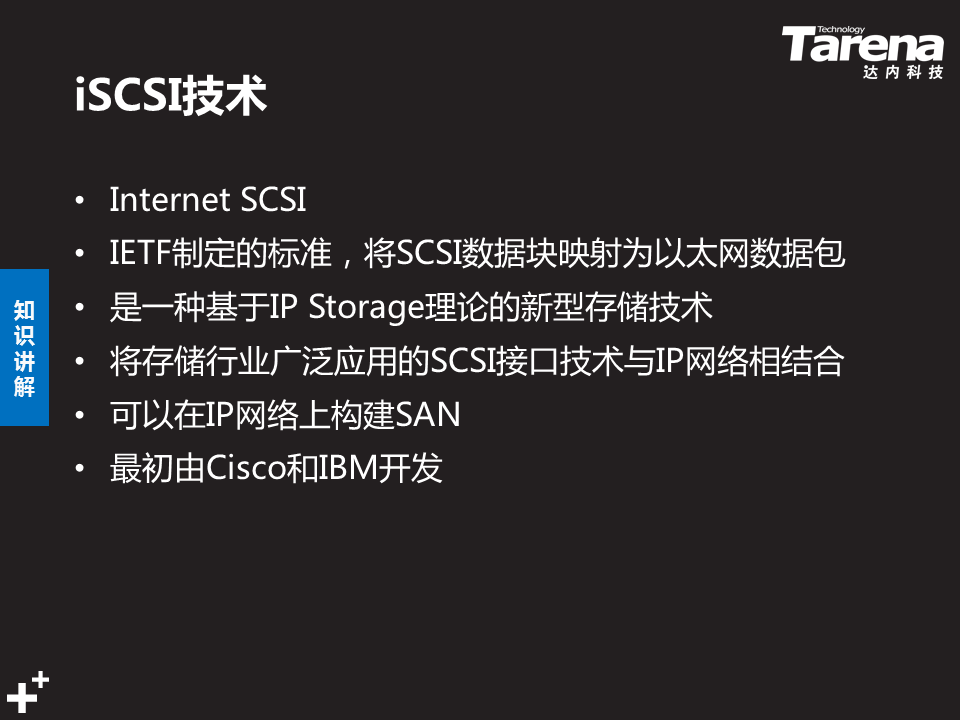 Technology
Tarena
达内科技
iSCSI技术
• Internet SCSI
• IETF制定的标准，将SCSI数据块映射为以太网数据包
• 是一种基于IP Storage理论的新型存储技术
• 将存储行业广泛应用的SCSI接口技术与IP网络相结合
• 可以在IP网络上构建SAN
• 最初由Cisco和IBM开发
知识讲解